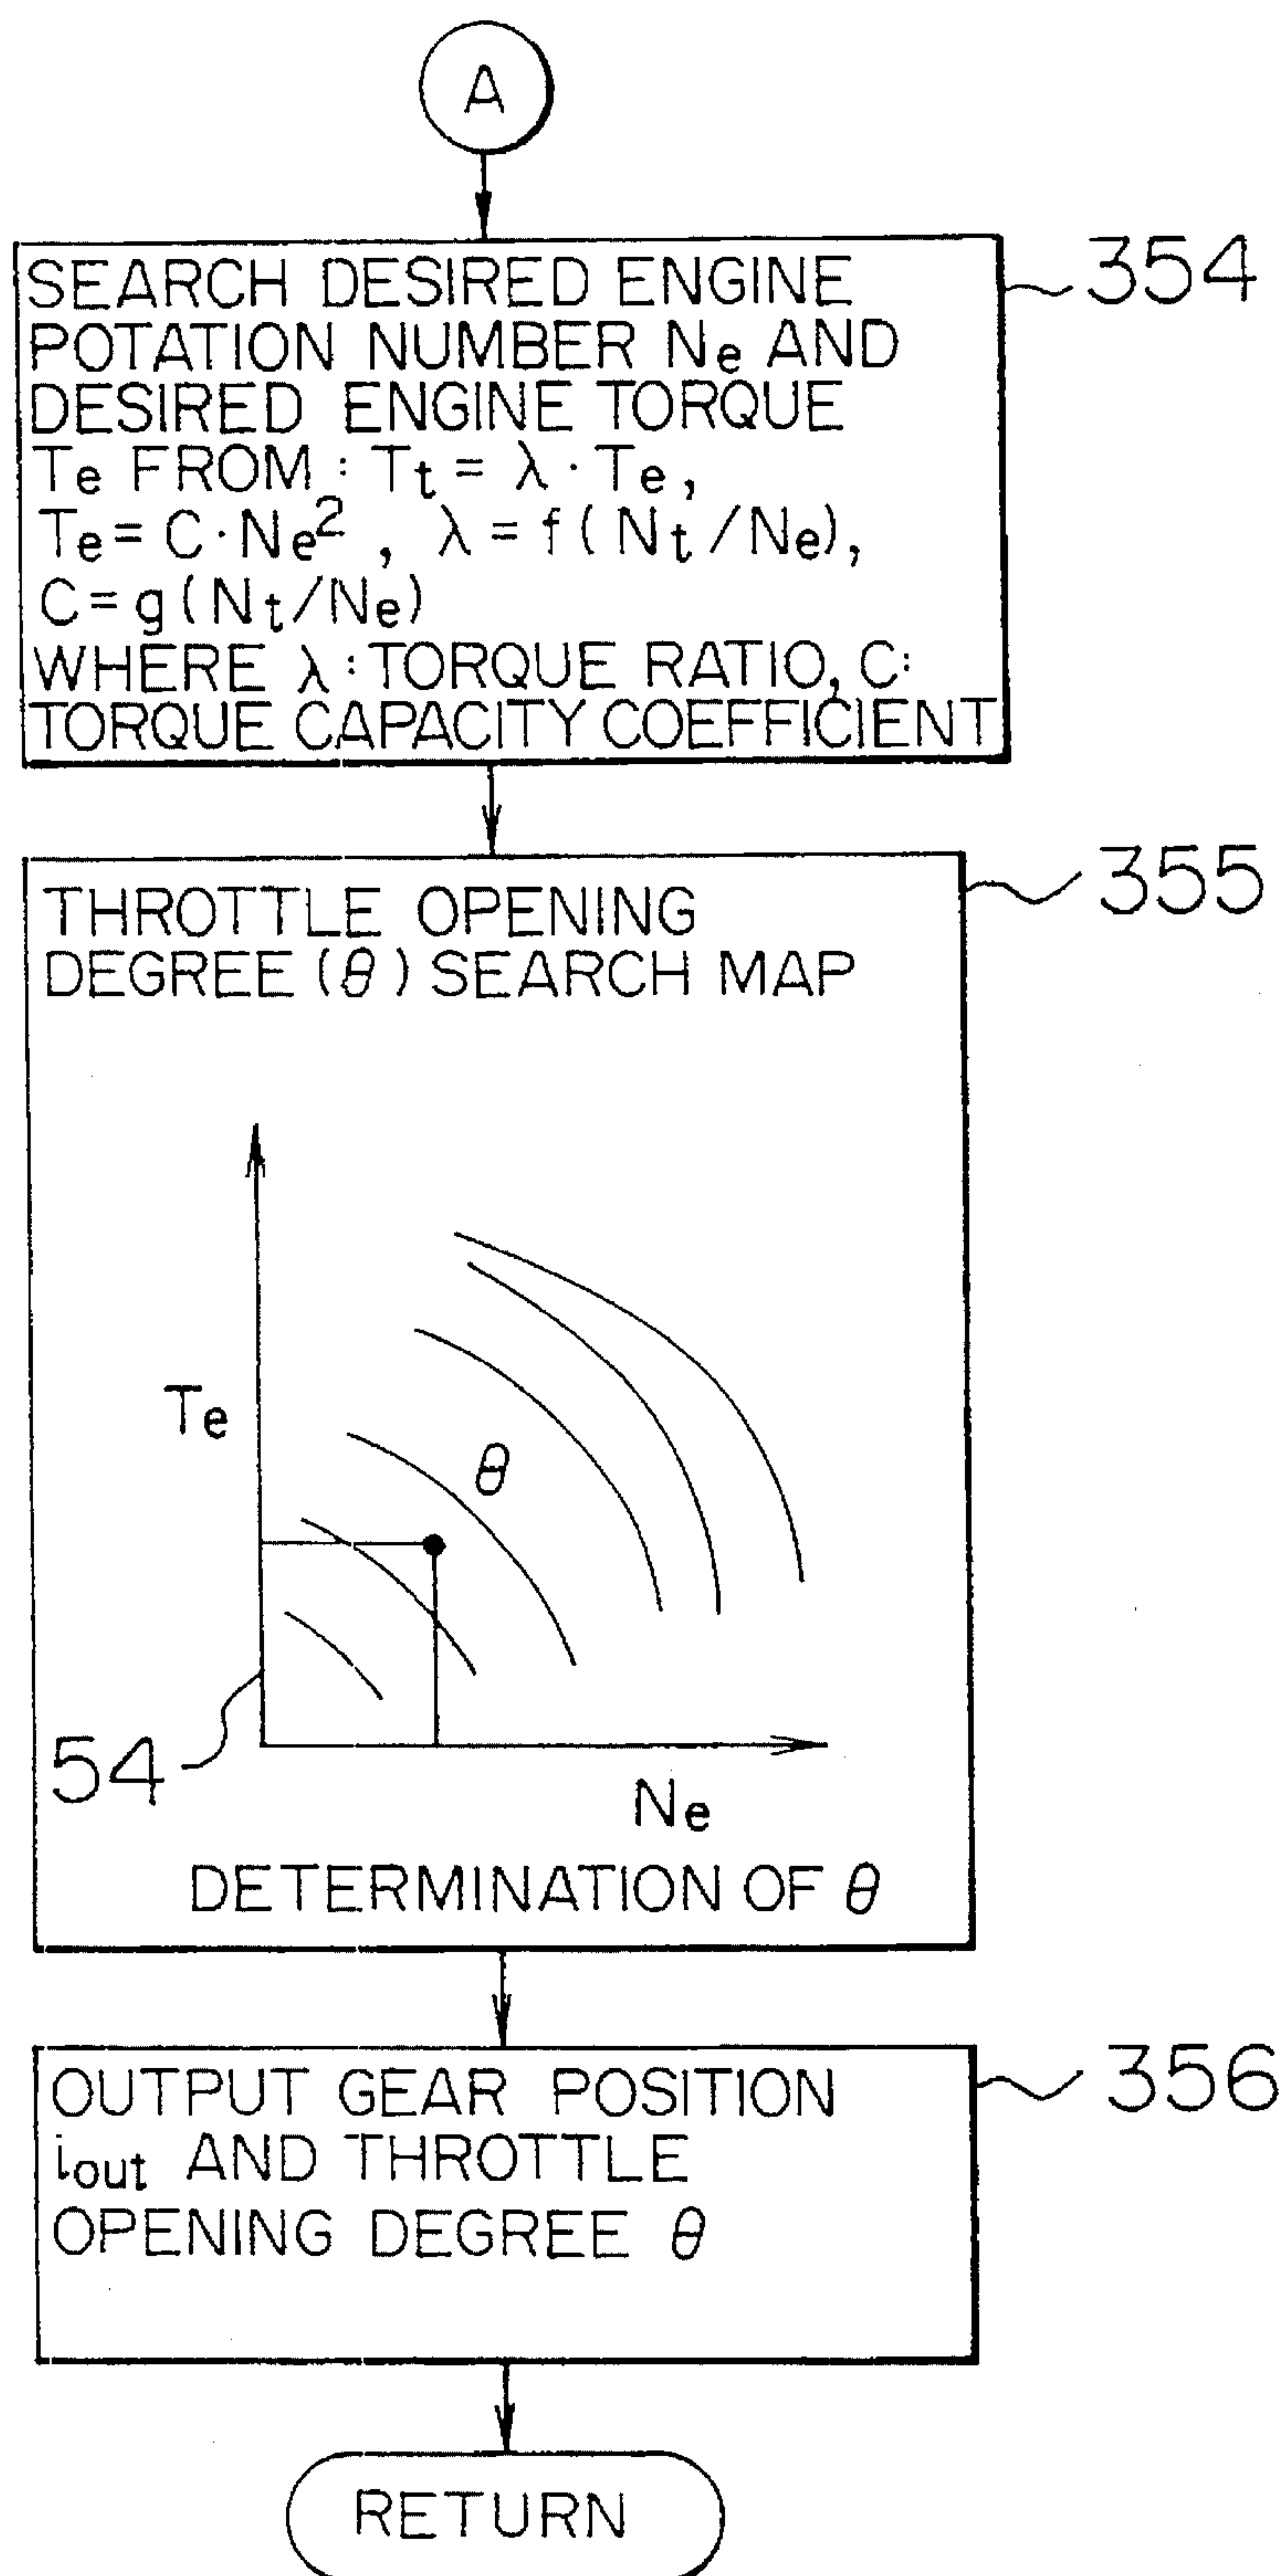 A
354
SEARCH DESIRED ENGINE
POTATION NUMBER Ne AND
DESIRED ENGINE TORQUE
Te FROM : Tt = λ · Te,
Te = C · Ne², λ = f ( Nt / Ne),
C = g ( Nt / Ne)
WHERE λ : TORQUE RATIO, C:
TORQUE CAPACITY COEFFICIENT
355
THROTTLE OPENING
DEGREE (θ) SEARCH MAP
Te
θ
54
Ne
DETERMINATION OF θ
356
OUTPUT GEAR POSITION
iout AND THROTTLE
OPENING DEGREE θ
RETURN